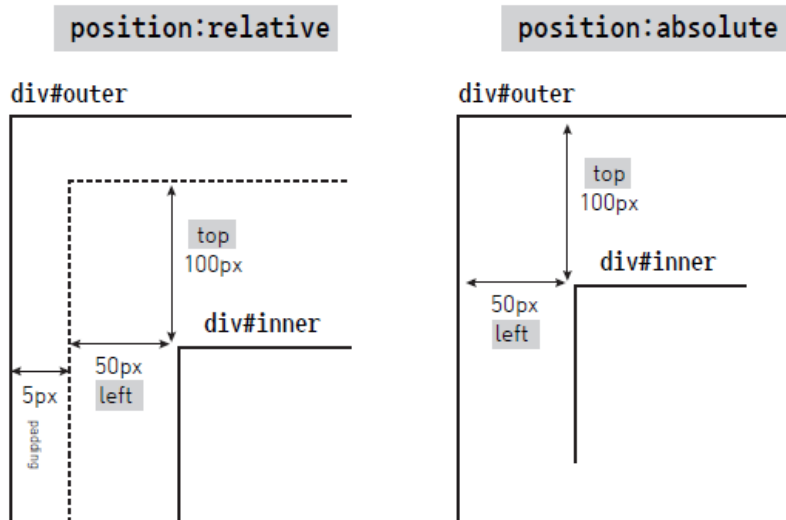 position:relative
div#outer
top
100px
div#inner
50px
left
5px
padding
position:absolute
div#outer
top
100px
div#inner
50px
left